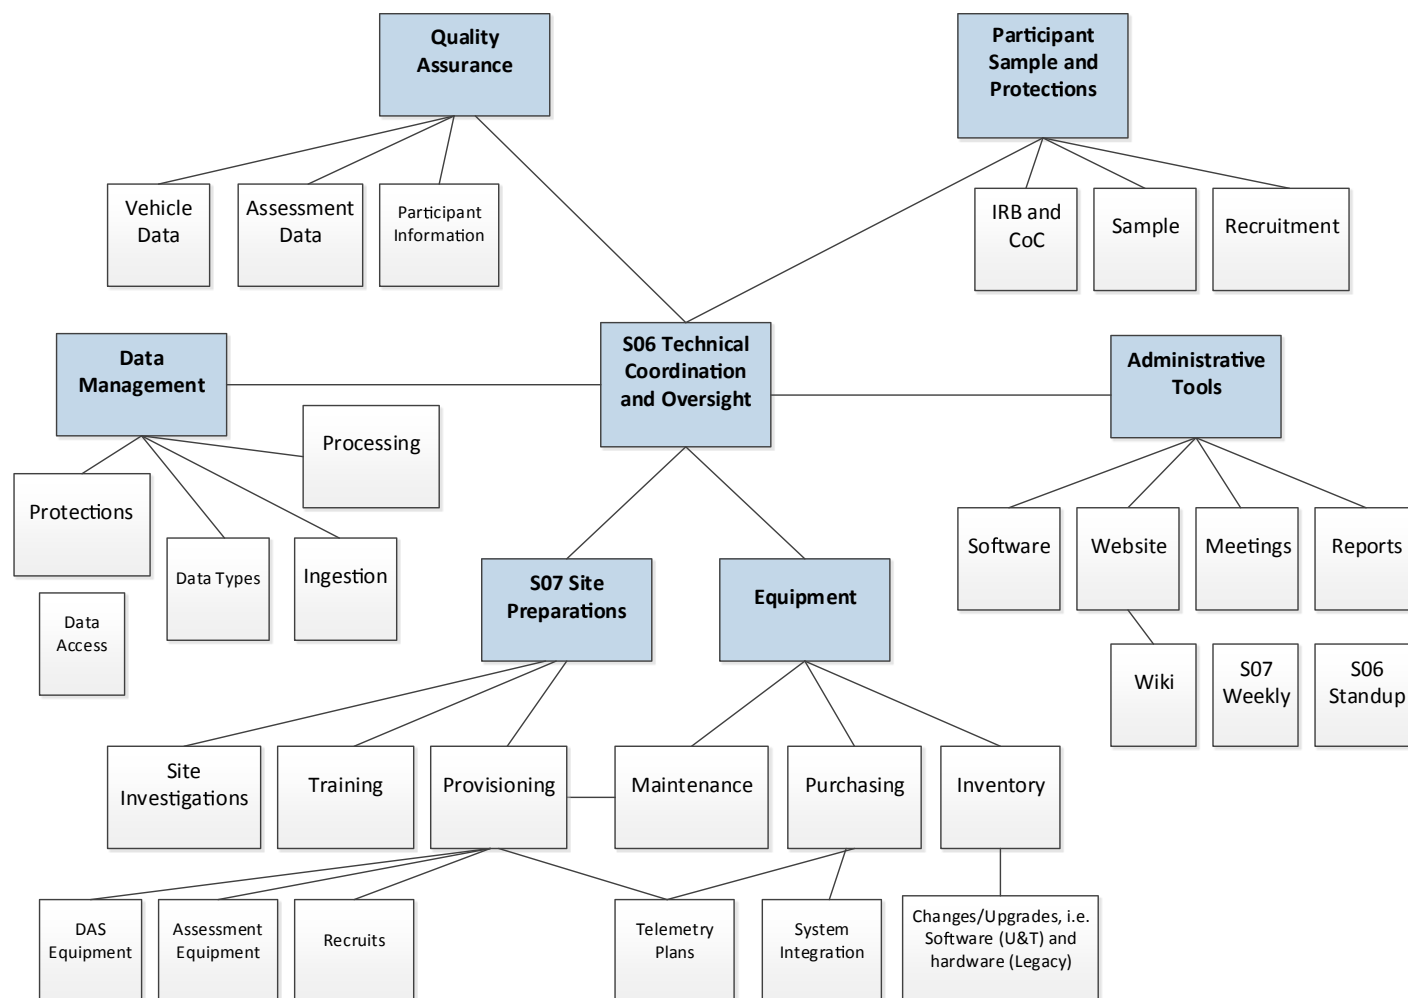 Quality
Assurance
Participant
Sample and
Protections
Vehicle
Data
Assessment
Data
Participant
Information
IRB and
CoC
Sample
Recruitment
Data
Management
S06 Technical
Coordination
and Oversight
Administrative
Tools
Processing
Protections
Data Types
Ingestion
Data
Access
Software
Website
Meetings
Reports
S07 Site
Preparations
Equipment
Wiki
S07
Weekly
S06
Standup
Site
Investigations
Training
Provisioning
Maintenance
Purchasing
Inventory
DAS
Equipment
Assessment
Equipment
Recruits
Telemetry
Plans
System
Integration
Changes/Upgrades, i.e.
Software (U&T) and
hardware (Legacy)